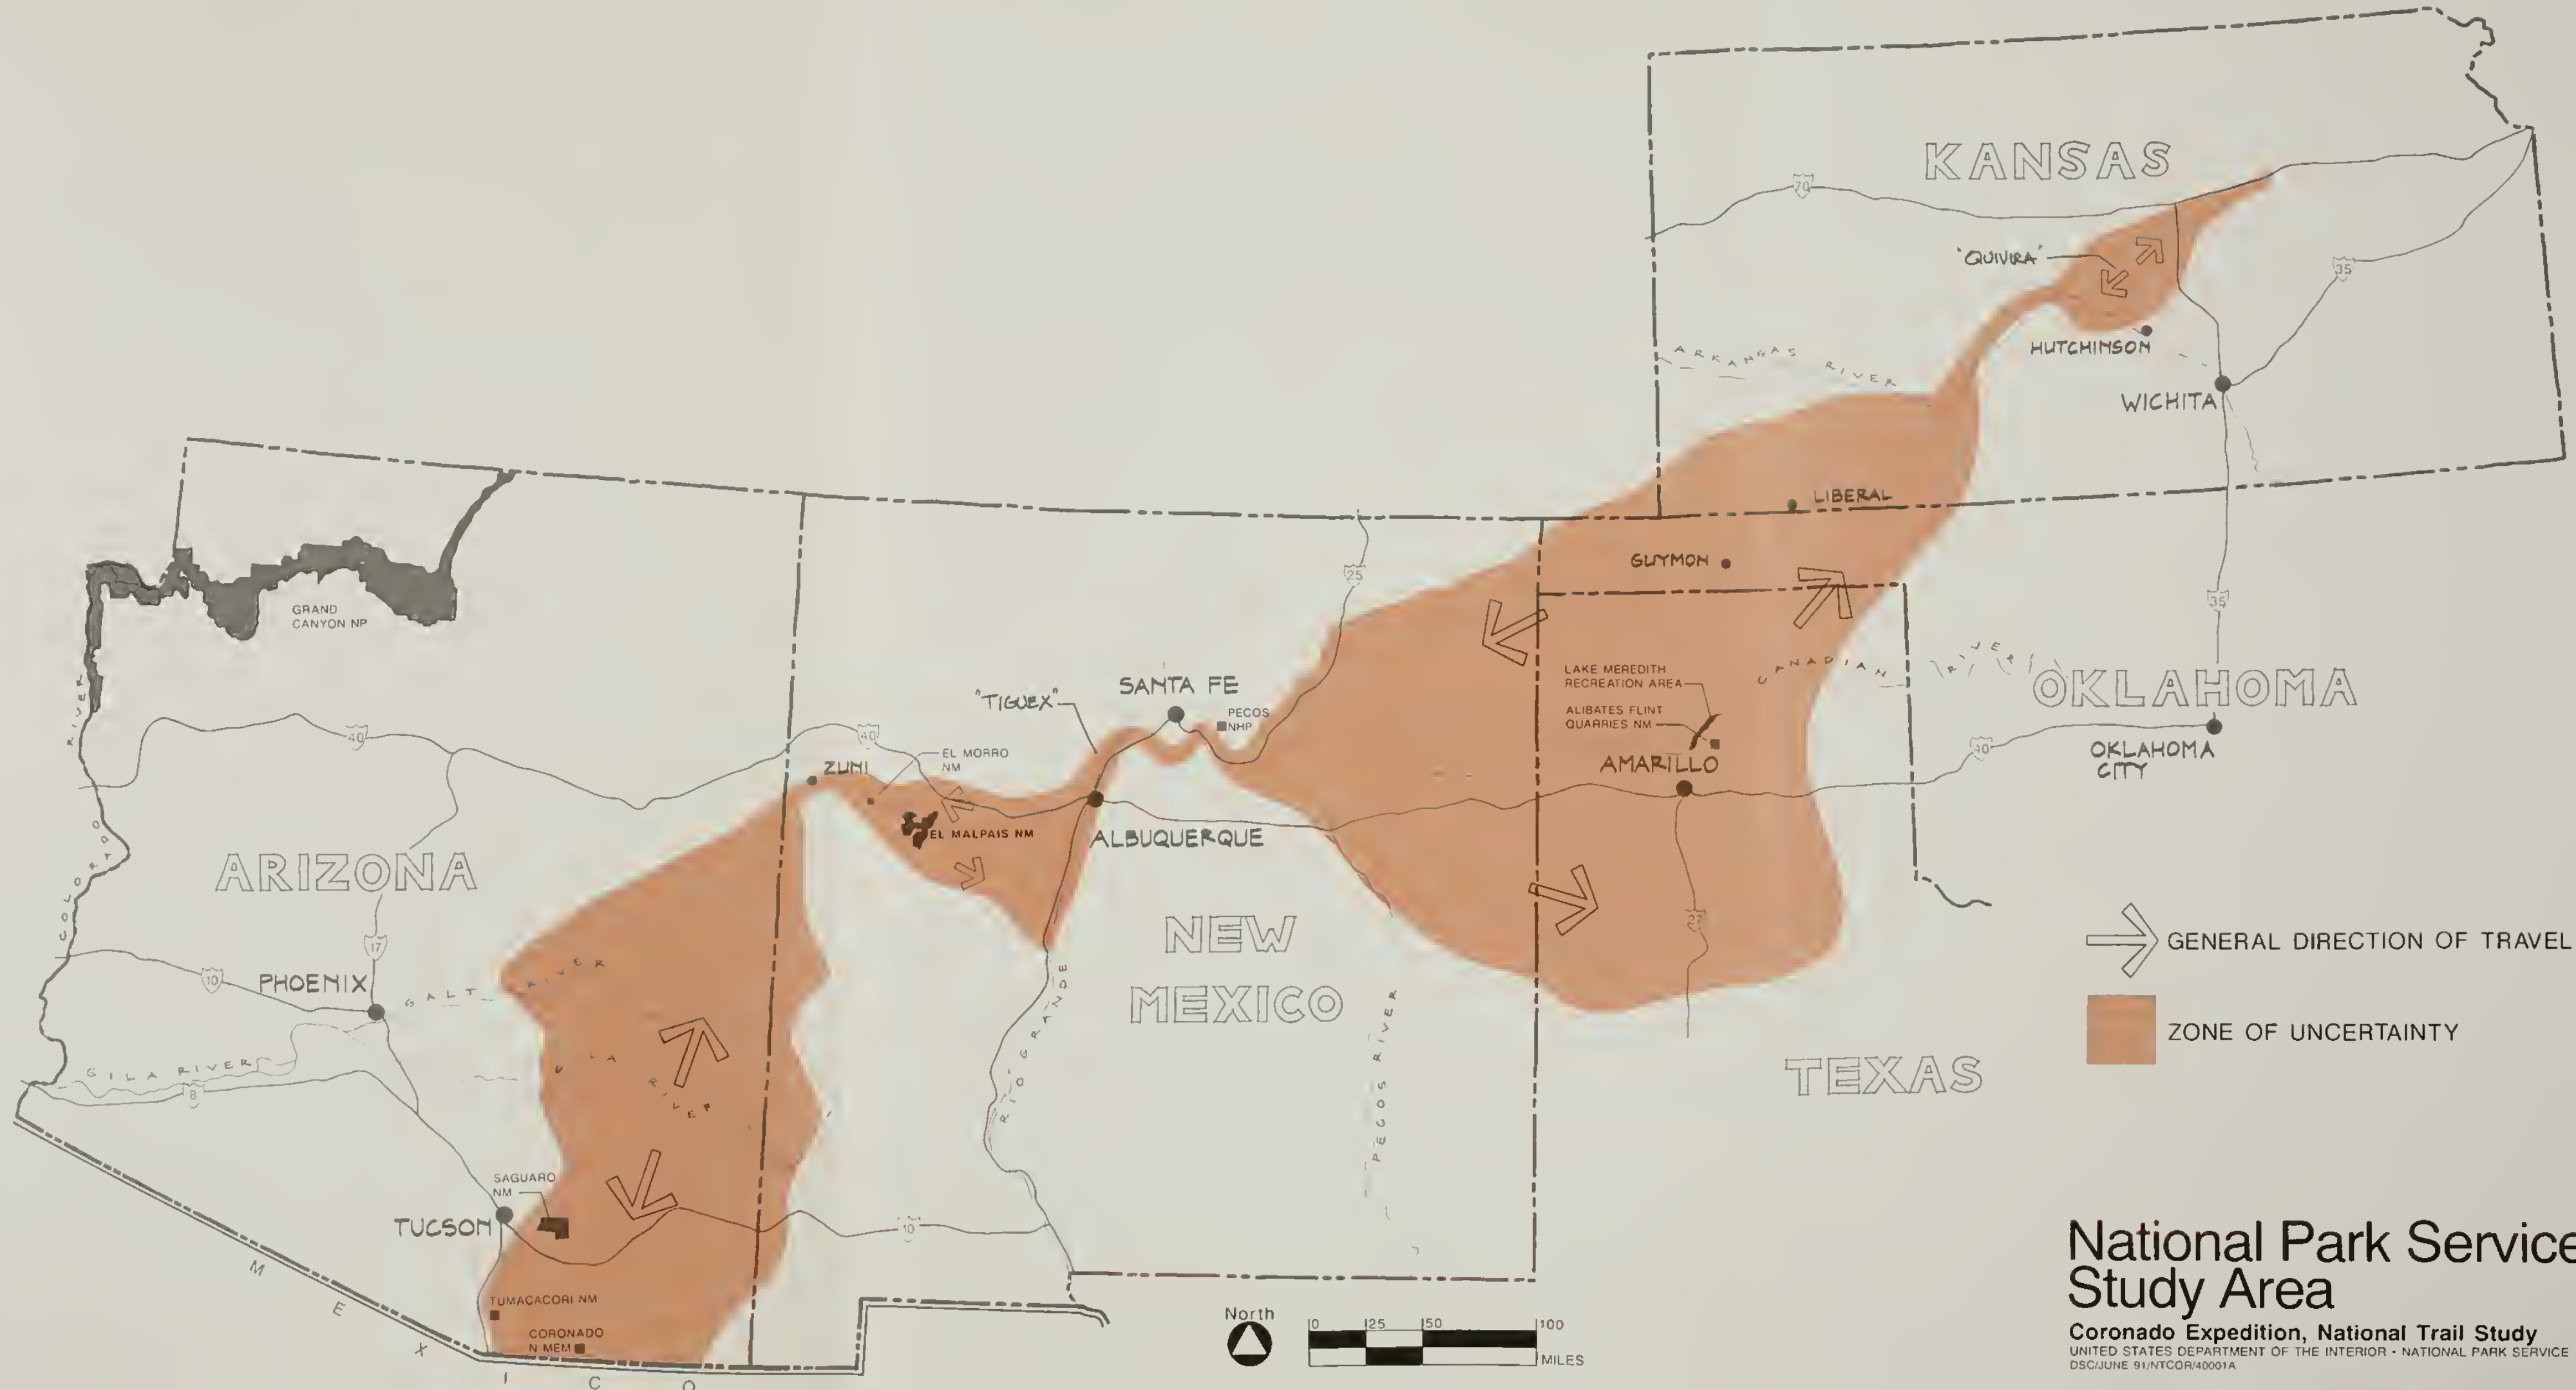 KANSAS
70
'QUIVIRA'
35
HUTCHINSON
ARKANSAS RIVER
WICHITA
LIBERAL
GUYMON
25
35
GRAND
CANYON NP
LAKE MEREDITH
RECREATION AREA
CANADIAN RIVER
OKLAHOMA
ALIBATES FLINT
QUARRIES NM
SANTA FE
"TIGUEX"
PECOS
NHP
40
40
EL MORRO
NM
ZUNI
AMARILLO
40
OKLAHOMA
CITY
EL MALPAIS NM
ALBUQUERQUE
ARIZONA
COLORADO RIVER
NEW
MEXICO
27
17
10
PHOENIX
SALT RIVER
RIO GRANDE
PECOS RIVER
GILA RIVER
8
TEXAS
SAGUARO
NM
TUCSON
10
TUMACACORI NM
CORONADO
N MEM
MEXICO
GENERAL DIRECTION OF TRAVEL
ZONE OF UNCERTAINTY
North
0 25 50 100
MILES
National Park Service
Study Area
Coronado Expedition, National Trail Study
UNITED STATES DEPARTMENT OF THE INTERIOR • NATIONAL PARK SERVICE
DSC/JUNE 91/NTCOR/40001A